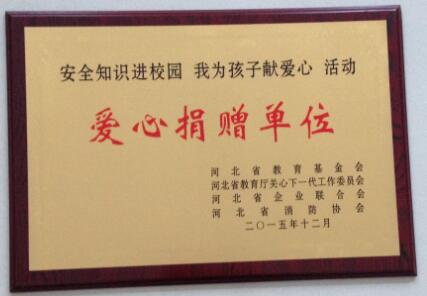 安全知识进校园 我为孩子献爱心 活动
爱心捐赠单位
河北省教育基金会
河北省教育厅关心下一代工作委员会
河北省企业联合会
河北省消防协会
二〇一五年十二月